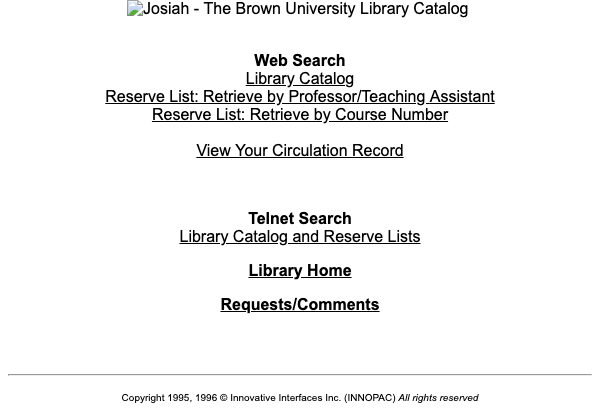 Josiah - The Brown University Library Catalog
Web Search
Library Catalog
Reserve List: Retrieve by Professor/Teaching Assistant
Reserve List: Retrieve by Course Number
View Your Circulation Record
Telnet Search
Library Catalog and Reserve Lists
Library Home
Requests/Comments
Copyright 1995, 1996 © Innovative Interfaces Inc. (INNOPAC) All rights reserved